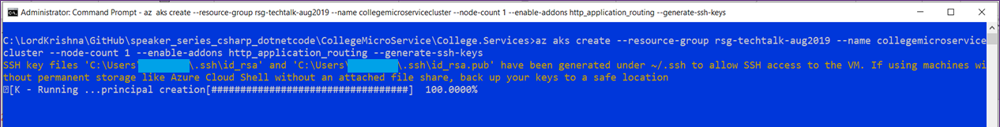 Administrator: Command Prompt - az  aks create --resource-group rsg-techtalk-aug2019 --name collegemicroservicecluster --node-count 1 --enable-addons http_application_routing --generate-ssh-keys
C:\LordKrishna\GitHub\speaker_series_csharp_dotnetcode\CollegeMicroService\College.Services>az aks create --resource-group rsg-techtalk-aug2019 --name collegemicroservice
cluster --node-count 1 --enable-addons http_application_routing --generate-ssh-keys
SSH key files 'C:\Users\ \.ssh\id_rsa' and 'C:\Users\ \.ssh\id_rsa.pub' have been generated under ~/.ssh to allow SSH access to the VM. If using machines wi
thout permanent storage like Azure Cloud Shell without an attached file share, back up your keys to a safe location
[K - Running ...principal creation[##################################]  100.0000%